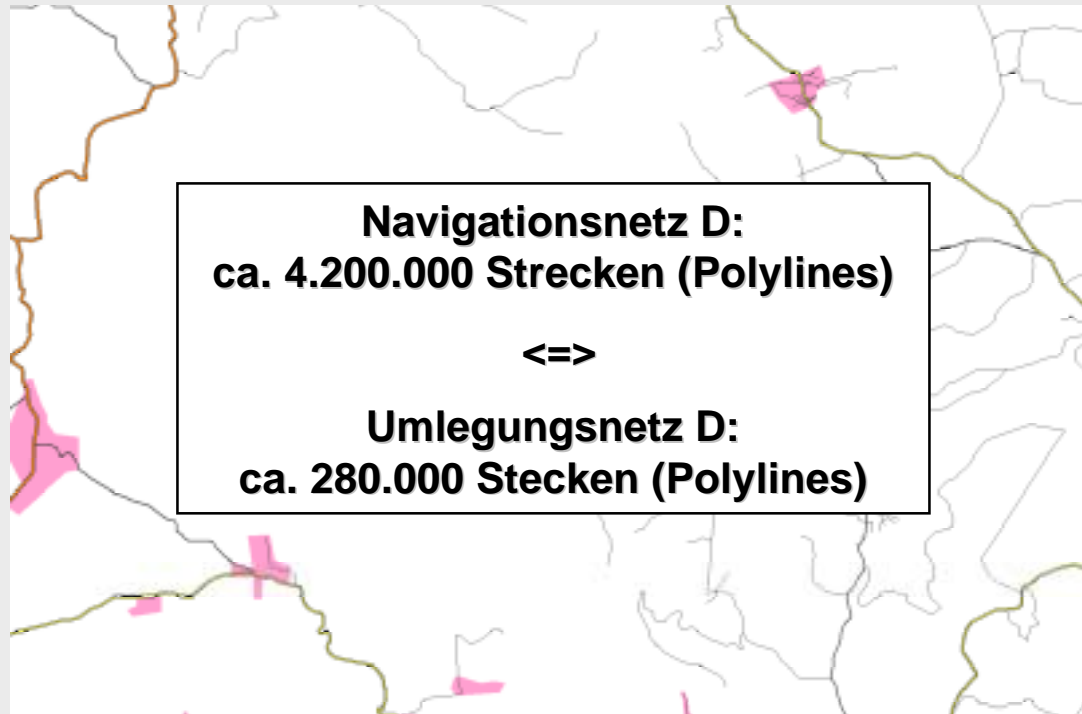 Navigationsnetz D:
ca. 4.200.000 Strecken (Polylines)
<=>
Umlegungsnetz D:
ca. 280.000 Stecken (Polylines)